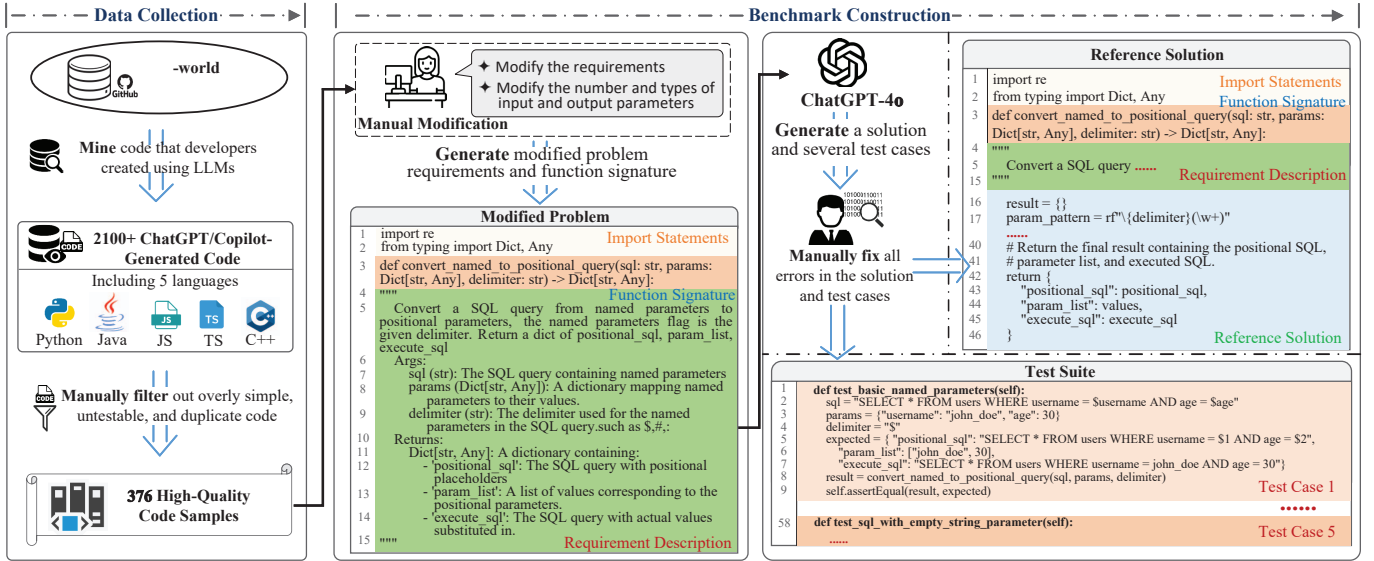 Data Collection
Benchmark Construction
-world
GitHub
Mine code that developers
created using LLMs
CODE
2100+ ChatGPT/Copilot-
Generated Code
Including 5 languages
JS
TS
Python Java JS TS C++
CODE
Manually filter out overly simple,
untestable, and duplicate code
376 High-Quality
Code Samples
✦ Modify the requirements
✦ Modify the number and types of
input and output parameters
Manual Modification
Generate modified problem
requirements and function signature
Modified Problem
1 import re
2 from typing import Dict, Any
Import Statements
3 def convert_named_to_positional_query(sql: str, params:
Dict[str, Any], delimiter: str) -> Dict[str, Any]:
Function Signature
4 """
5 Convert a SQL query from named parameters to
positional parameters, the named parameters flag is the
given delimiter. Return a dict of positional_sql, param_list,
execute_sql
6 Args:
7 sql (str): The SQL query containing named parameters
8 params (Dict[str, Any]): A dictionary mapping named
parameters to their values.
9 delimiter (str): The delimiter used for the named
parameters in the SQL query.such as $,#,:
10 Returns:
11 Dict[str, Any]: A dictionary containing:
12 - 'positional_sql': The SQL query with positional
placeholders
13 - 'param_list': A list of values corresponding to the
positional parameters.
14 - 'execute_sql': The SQL query with actual values
substituted in.
15 """
Requirement Description
ChatGPT-4o
Generate a solution
and several test cases
Manually fix all
errors in the solution
and test cases
Reference Solution
1 import re
2 from typing import Dict, Any
Import Statements
Function Signature
3 def convert_named_to_positional_query(sql: str, params:
Dict[str, Any], delimiter: str) -> Dict[str, Any]:
4 """
5 Convert a SQL query ......
15 """
Requirement Description
16 result = {}
17 param_pattern = rf"\{delimiter}(\w+)"
......
40 # Return the final result containing the positional SQL,
41 # parameter list, and executed SQL.
42 return {
43 "positional_sql": positional_sql,
44 "param_list": values,
45 "execute_sql": execute_sql
46 }
Reference Solution
Test Suite
1 def test_basic_named_parameters(self):
2 sql = "SELECT * FROM users WHERE username = $username AND age = $age"
3 params = {"username": "john_doe", "age": 30}
4 delimiter = "$"
5 expected = { "positional_sql": "SELECT * FROM users WHERE username = $1 AND age = $2",
6 "param_list": ["john_doe", 30],
7 "execute_sql": "SELECT * FROM users WHERE username = john_doe AND age = 30"}
8 result = convert_named_to_positional_query(sql, params, delimiter)
9 self.assertEqual(result, expected)
Test Case 1
......
58 def test_sql_with_empty_string_parameter(self):
......
Test Case 5